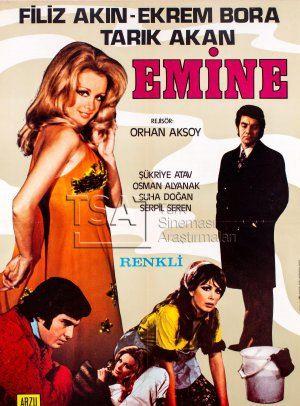 FİLİZ AKIN-EKREM BORA
TARIK AKAN
EMİNE
REJİSÖR:
ORHAN AKSOY
ŞÜKRİYE ATAV
OSMAN ALYANAK
SUHA DOĞAN
SERPİL SEREN
TSA
Sineması
Araştırmaları
RENKLİ
ARZU